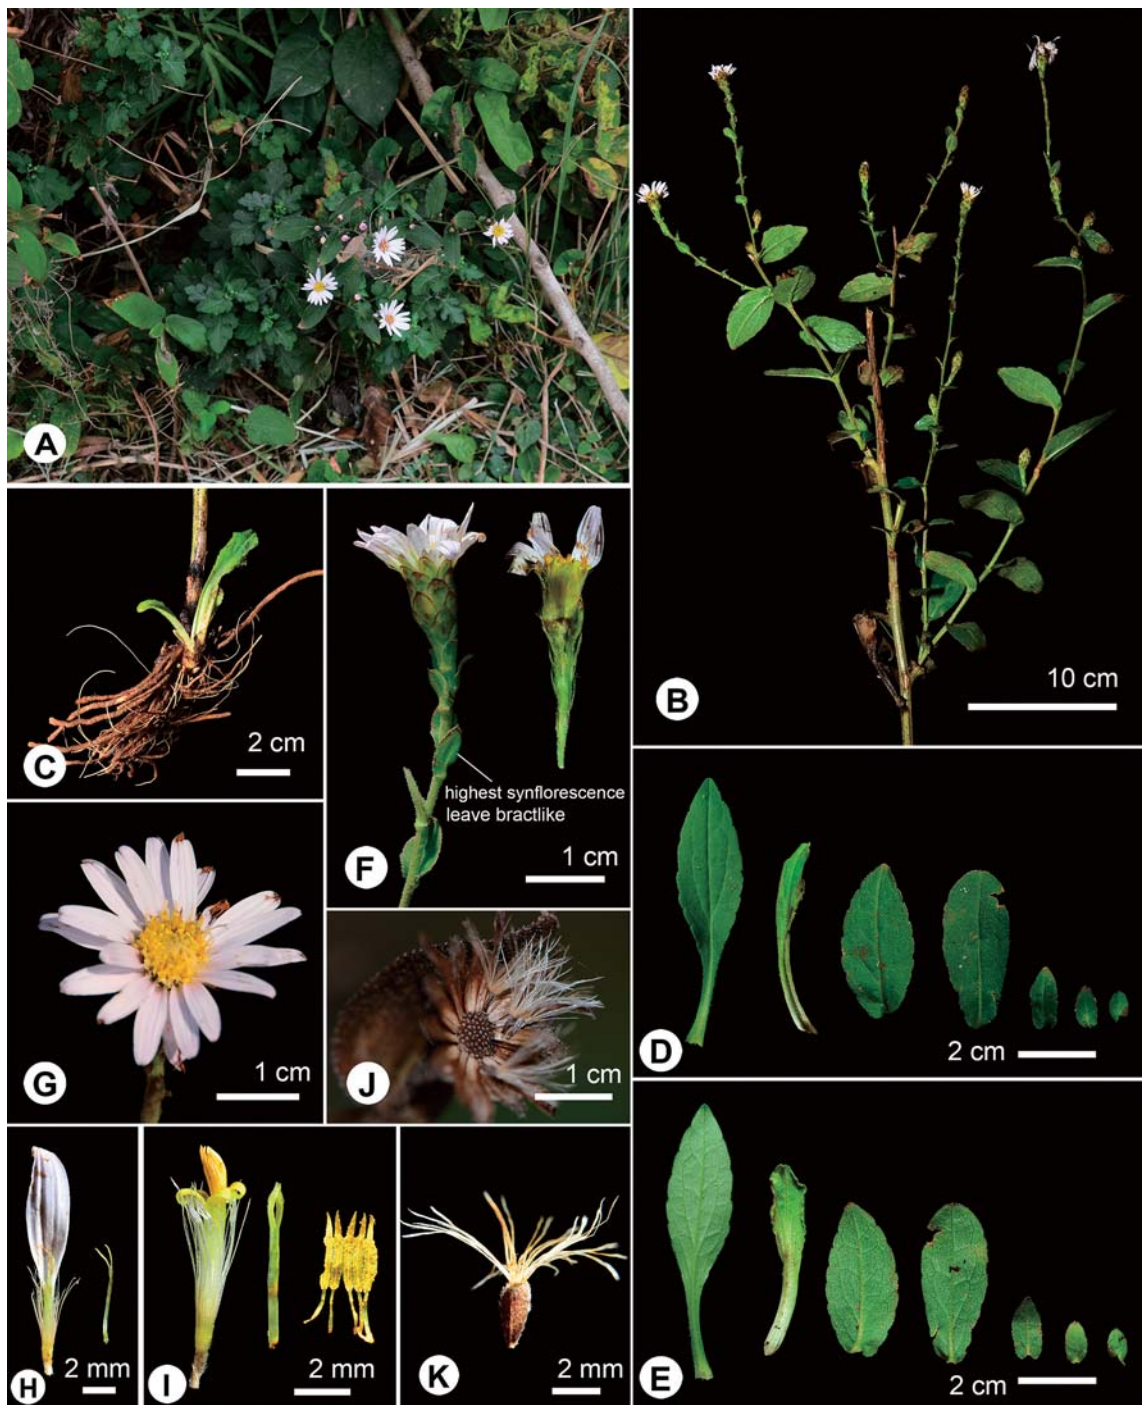 A
B
10 cm
C
2 cm
F
highest synflorescence
leave bractlike
1 cm
D
2 cm
G
1 cm
J
1 cm
E
2 cm
H
2 mm
I
2 mm
K
2 mm